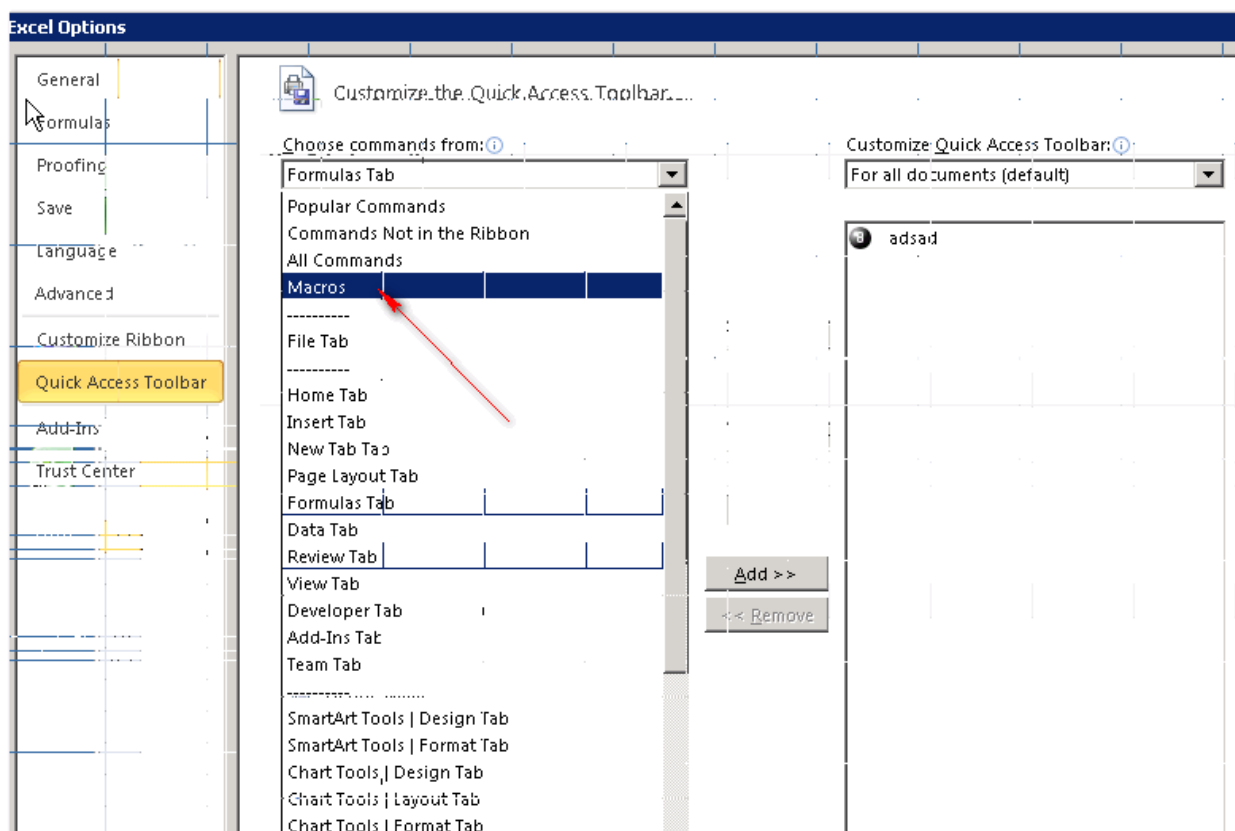 Excel Options
General
Formulas
Proofing
Save
Language
Advanced
Customize Ribbon
Quick Access Toolbar
Add-Ins
Trust Center
Customize the Quick Access Toolbar.
Choose commands from:
Formulas Tab
Popular Commands
Commands Not in the Ribbon
All Commands
Macros
----------
File Tab
----------
Home Tab
Insert Tab
New Tab Tab
Page Layout Tab
Formulas Tab
Data Tab
Review Tab
View Tab
Developer Tab
Add-Ins Tab
Team Tab
----------
SmartArt Tools | Design Tab
SmartArt Tools | Format Tab
Chart Tools | Design Tab
Chart Tools | Layout Tab
Chart Tools | Format Tab
Add >>
<< Remove
Customize Quick Access Toolbar:
For all documents (default)
adsad